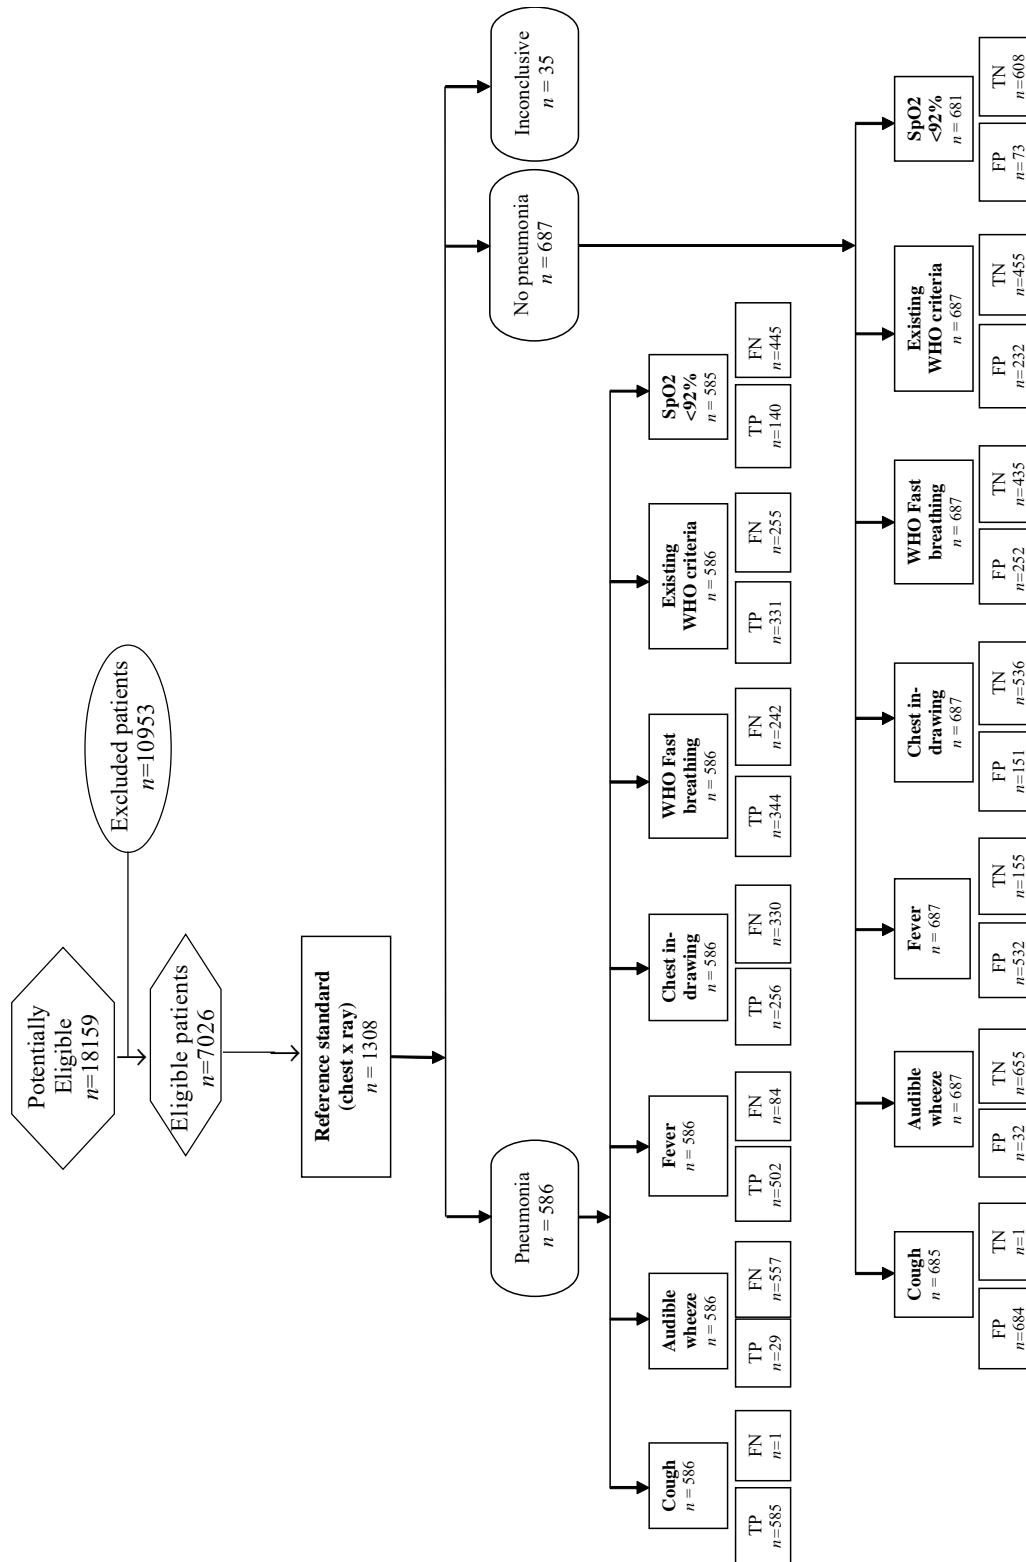 Potentially
Eligible
n=18159
Excluded patients
n=10953
Eligible patients
n=7026
Reference standard
(chest x ray)
n = 1308
Pneumonia
n = 586
No pneumonia
n = 687
Inconclusive
n = 35
Cough
n = 586
TP
n=585
FN
n=1
Audible
wheeze
n = 586
TP
n=29
FN
n=557
Fever
n = 586
TP
n=502
FN
n=84
Chest in-
drawing
n = 586
TP
n=256
FN
n=330
WHO Fast
breathing
n = 586
TP
n=344
FN
n=242
Existing
WHO criteria
n = 586
TP
n=331
FN
n=255
SpO2
<92%
n = 585
TP
n=140
FN
n=445
Cough
n = 685
FP
n=684
TN
n=1
Audible
wheeze
n = 687
FP
n=32
TN
n=655
Fever
n = 687
FP
n=532
TN
n=155
Chest in-
drawing
n = 687
FP
n=151
TN
n=536
WHO Fast
breathing
n = 687
FP
n=252
TN
n=435
Existing
WHO criteria
n = 687
FP
n=232
TN
n=455
SpO2
<92%
n = 681
FP
n=73
TN
n=608